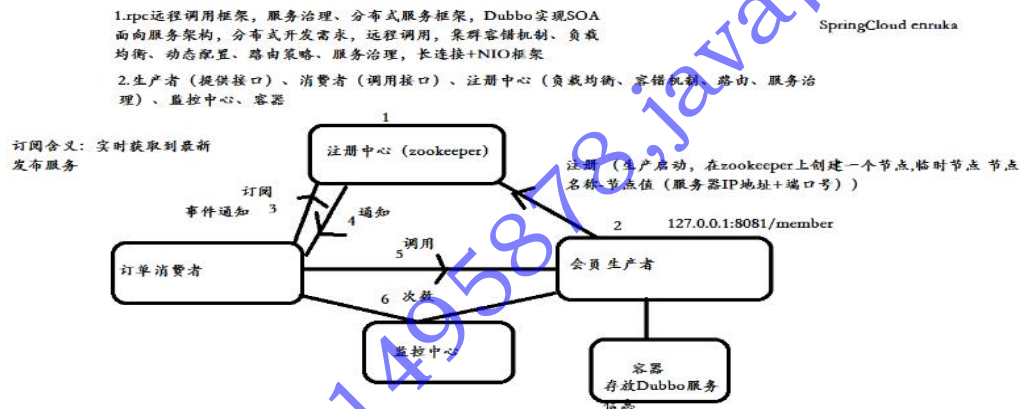 1.rpc远程调用框架，服务治理、分布式服务框架，Dubbo实现SOA
面向服务架构，分布式开发需求，远程调用，集群容错机制、负载
均衡、动态配置、路由策略、服务治理，长连接+NIO框架
SpringCloud enruka
2.生产者（提供接口）、消费者（调用接口）、注册中心（负载均衡、容错机制、路由、服务治
理）、监控中心、容器
1
订阅含义：实时获取到最新
发布服务
注册中心（zookeeper）
注册（生产启动，在zookeeper上创建一个节点,临时节点 节点
名称-节点值（服务器IP地址+端口号））
订阅
事件通知 3
4 通知
2
127.0.0.1:8081/member
调用
5
订单消费者
会员生产者
6 次数
监控中心
容器
存放Dubbo服务
1495878,java